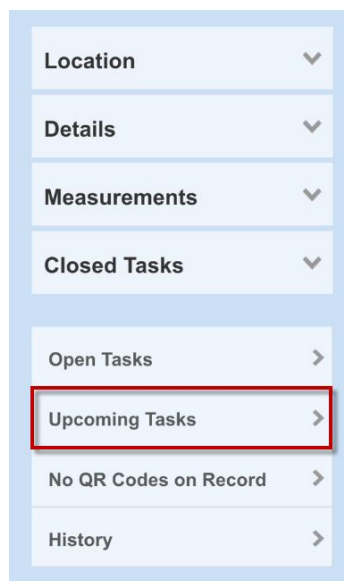 Location
Details
Measurements
Closed Tasks
Open Tasks
Upcoming Tasks
No QR Codes on Record
History